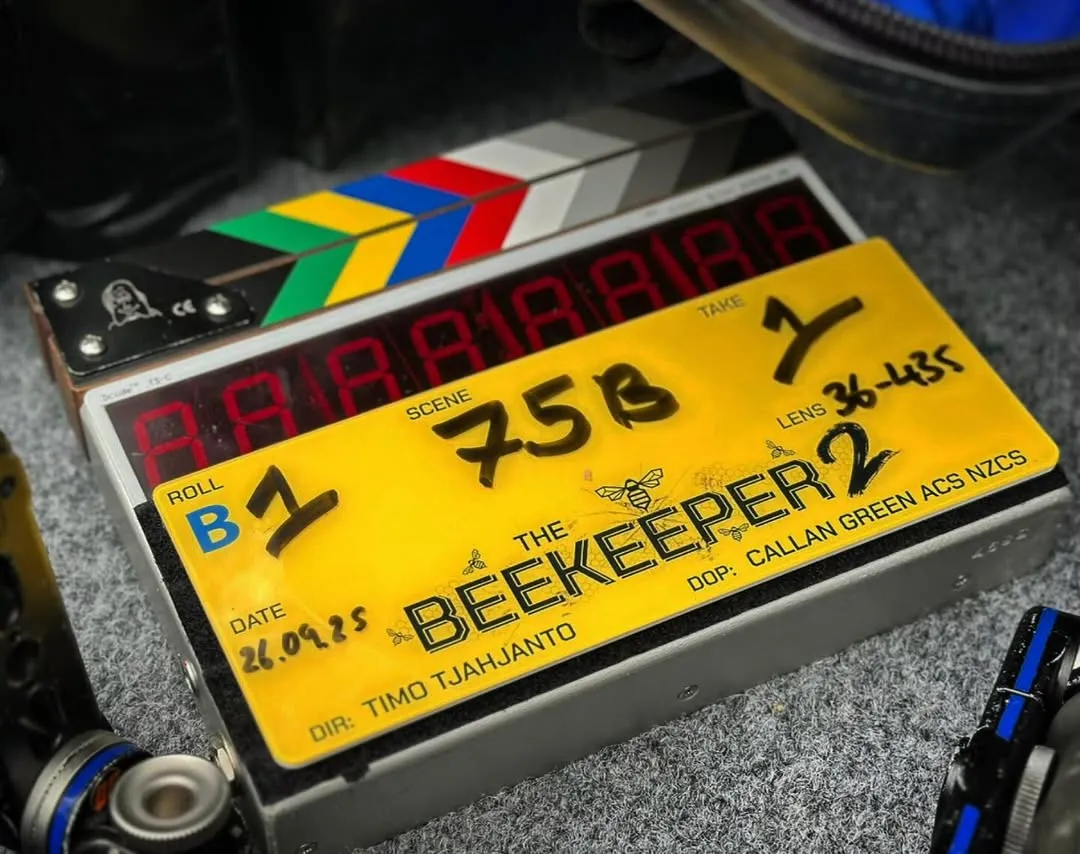 SCENE 75B
TAKE 1
LENS 36-435
ROLL B 1
THE
BEEKEEPER 2
DATE
26.09.25
DIR: TIMO TJAHJANTO
DOP: CALLAN GREEN ACS NZCS
CE